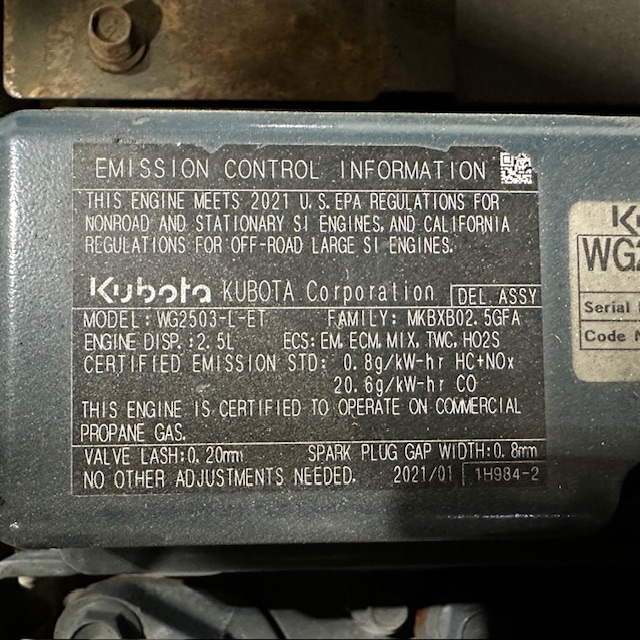 EMISSION CONTROL INFORMATION
THIS ENGINE MEETS 2021 U.S.EPA REGULATIONS FOR
NONROAD AND STATIONARY SI ENGINES, AND CALIFORNIA
REGULATIONS FOR OFF-ROAD LARGE SI ENGINES.
Kubota KUBOTA Corporation DEL.ASSY
MODEL:WG2503-L-ET FAMILY:MKBXB02.5GFA
ENGINE DISP.:2.5L ECS:EM,ECM,MIX,TWC,HO2S
CERTIFIED EMISSION STD: 0.8g/kW-hr HC+NOx
20.6g/kW-hr CO
THIS ENGINE IS CERTIFIED TO OPERATE ON COMMERCIAL
PROPANE GAS.
VALVE LASH:0.20mm SPARK PLUG GAP WIDTH:0.8mm
NO OTHER ADJUSTMENTS NEEDED. 2021/01 1H984-2
Serial
Code